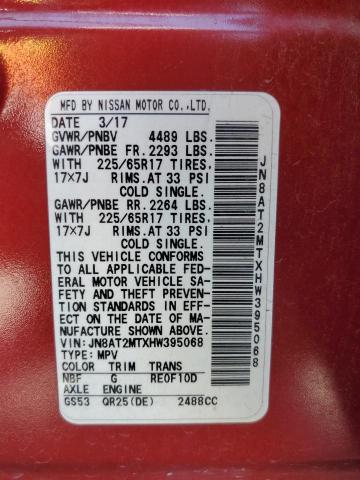 MFD BY NISSAN MOTOR CO.,LTD.
DATE 3/17
GVWR/PNBV 4489 LBS.
GAWR/PNBE FR. 2293 LBS.
WITH 225/65R17 TIRES.
17×7J RIMS. AT 33 PSI
COLD SINGLE.
GAWR/PNBE RR. 2264 LBS.
WITH 225/65R17 TIRES.
17×7J RIMS. AT 33 PSI
COLD SINGLE.
THIS VEHICLE CONFORMS
TO ALL APPLICABLE FED-
ERAL MOTOR VEHICLE SA-
FETY AND THEFT PREVEN-
TION STANDARDS IN EFF-
ECT ON THE DATE OF MA-
NUFACTURE SHOWN ABOVE.
VIN: JN8AT2MTXHW395068
TYPE: MPV
COLOR TRIM TRANS
NBF G RE0F10D
AXLE ENGINE
GS53 QR25(DE) 2488CC
JN8AT2MTXHW395068